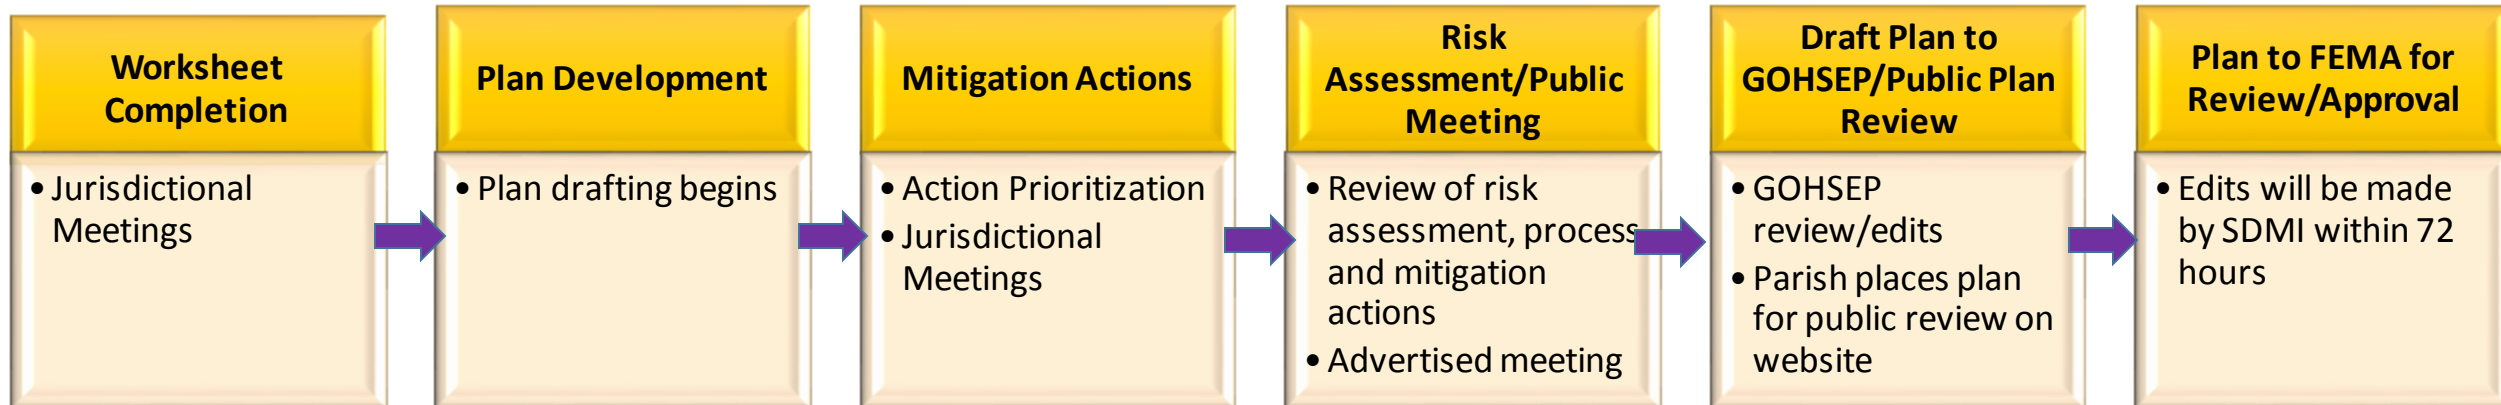 Worksheet
Completion
• Jurisdictional
Meetings
Plan Development
• Plan drafting begins
Mitigation Actions
• Action Prioritization
• Jurisdictional
Meetings
Risk
Assessment/Public
Meeting
• Review of risk
assessment, process
and mitigation
actions
• Advertised meeting
Draft Plan to
GOHSEP/Public Plan
Review
• GOHSEP
review/edits
• Parish places plan
for public review on
website
Plan to FEMA for
Review/Approval
• Edits will be made
by SDMI within 72
hours